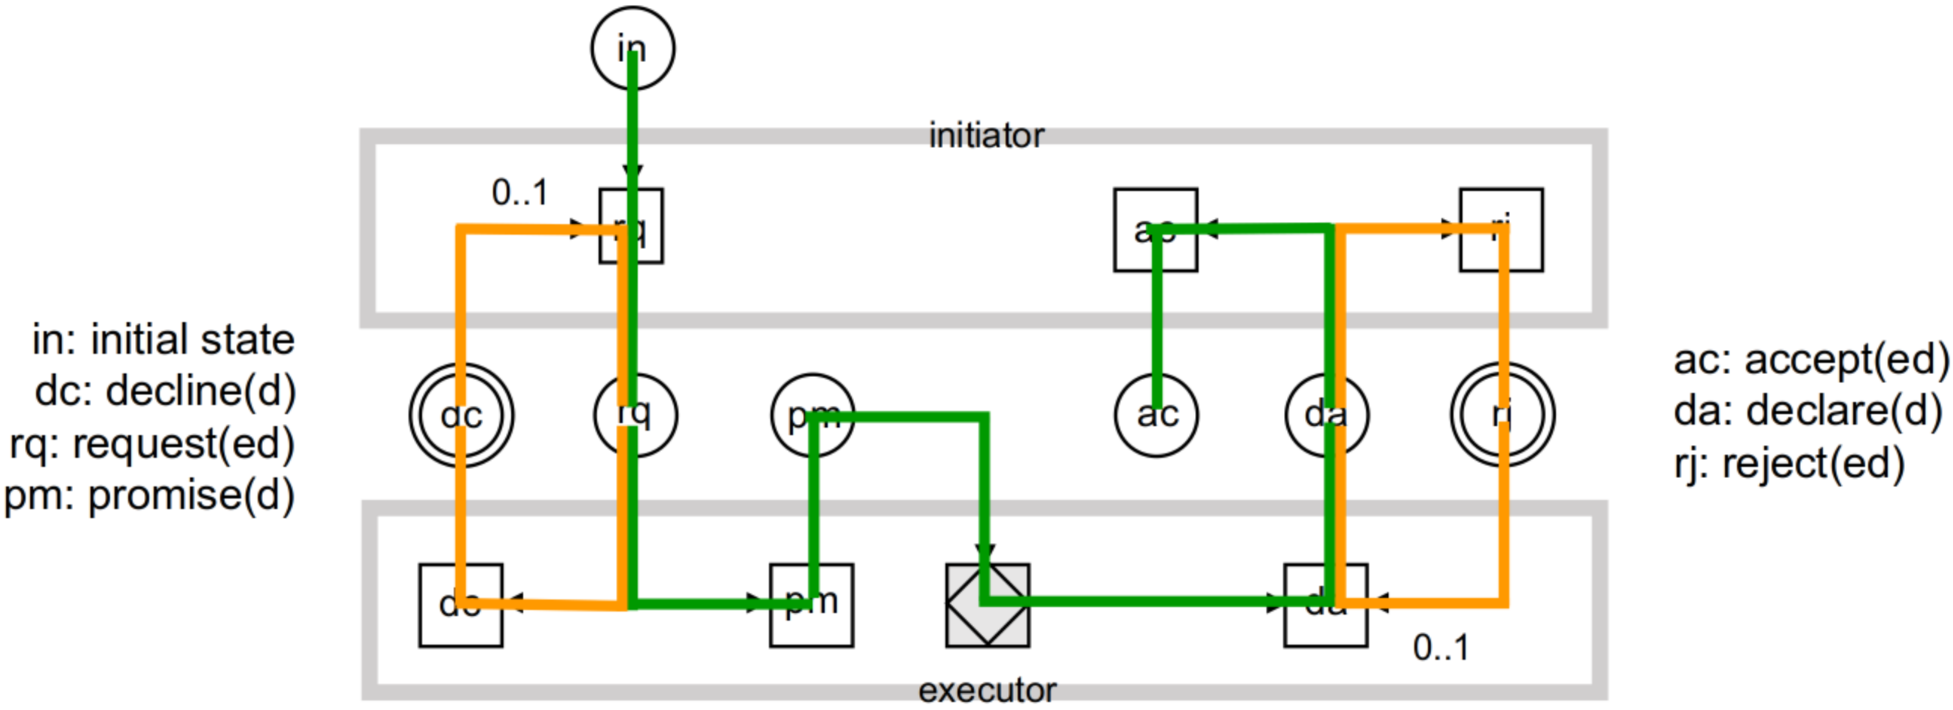 in
initiator
0..1
rq
ac
rj
in: initial state
dc: decline(d)
rq: request(ed)
pm: promise(d)
dc
rq
pm
ac
da
rj
ac: accept(ed)
da: declare(d)
rj: reject(ed)
dc
pm
da
0..1
executor